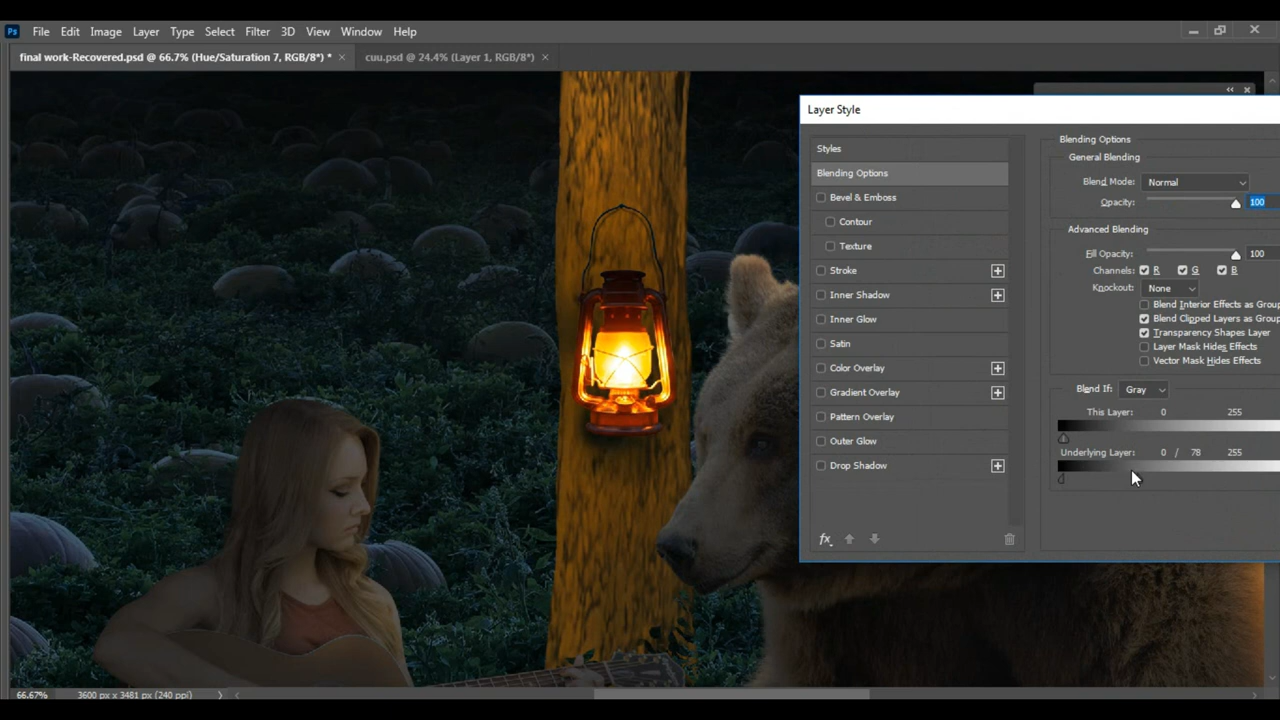 Ps File Edit Image Layer Type Select Filter 3D View Window Help
final work-Recovered.psd @ 66.7% (Hue/Saturation 7, RGB/8*) * × cuu.psd @ 24.4% (Layer 1, RGB/8*) ×
Layer Style
Styles
Blending Options
Bevel & Emboss
Contour
Texture
Stroke
Inner Shadow
Inner Glow
Satin
Color Overlay
Gradient Overlay
Pattern Overlay
Outer Glow
Drop Shadow
fx
Blending Options
General Blending
Blend Mode: Normal
Opacity: 100
Advanced Blending
Fill Opacity: 100
Channels: R G B
Knockout: None
Blend Interior Effects as Group
Blend Clipped Layers as Group
Transparency Shapes Layer
Layer Mask Hides Effects
Vector Mask Hides Effects
Blend If: Gray
This Layer: 0 255
Underlying Layer: 0 / 78 255
66.67% 3600 px x 3481 px (240 ppi)